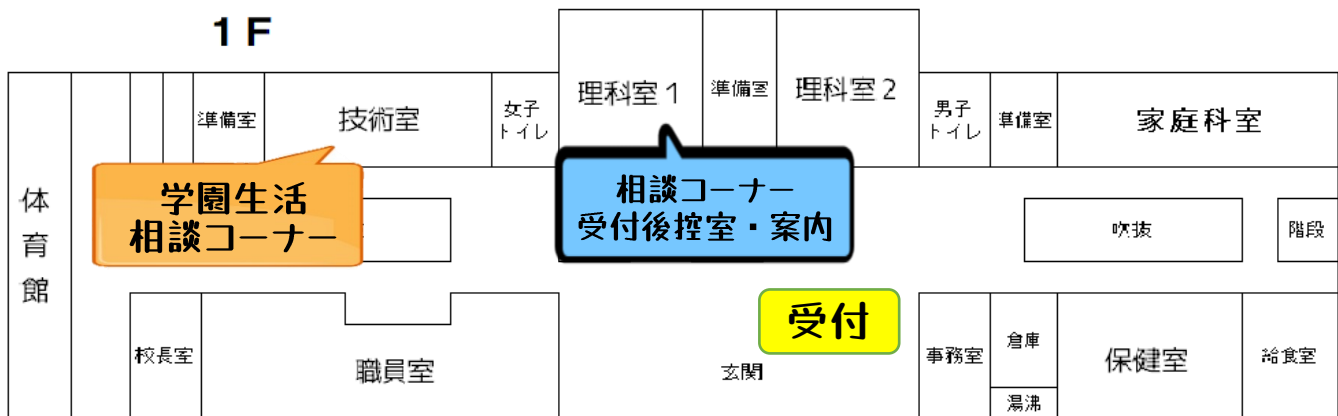 1F
準備室
技術室
女子
トイレ
理科室1
準備室
理科室2
男子
トイレ
準備室
家庭科室
体
育
館
学園生活
相談コーナー
相談コーナー
受付後控室・案内
吹抜
階段
受付
校長室
職員室
玄関
事務室
倉庫
湯沸
保健室
給食室